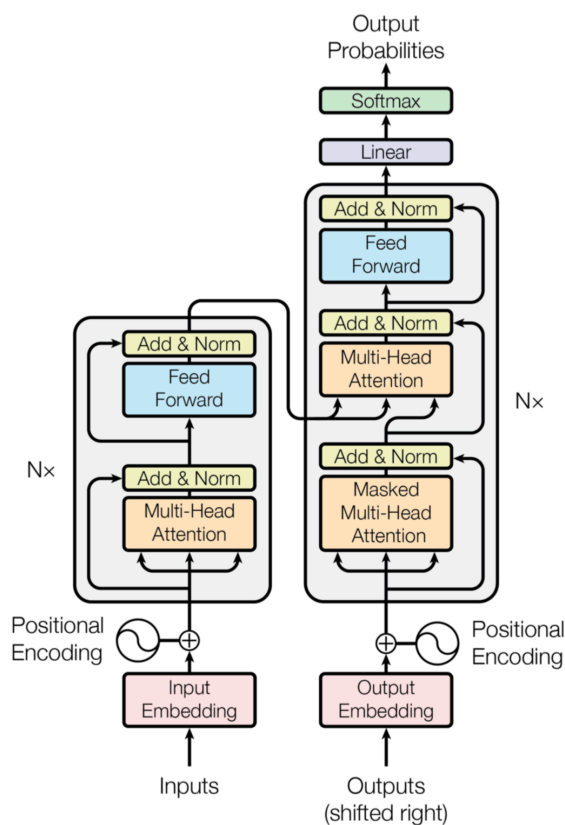 Output
Probabilities
Softmax
Linear
Add & Norm
Feed
Forward
Add & Norm
Multi-Head
Attention
Add & Norm
Masked
Multi-Head
Attention
Nx
Add & Norm
Feed
Forward
Add & Norm
Multi-Head
Attention
N×
Positional
Encoding
Positional
Encoding
Input
Embedding
Output
Embedding
Inputs
Outputs
(shifted right)